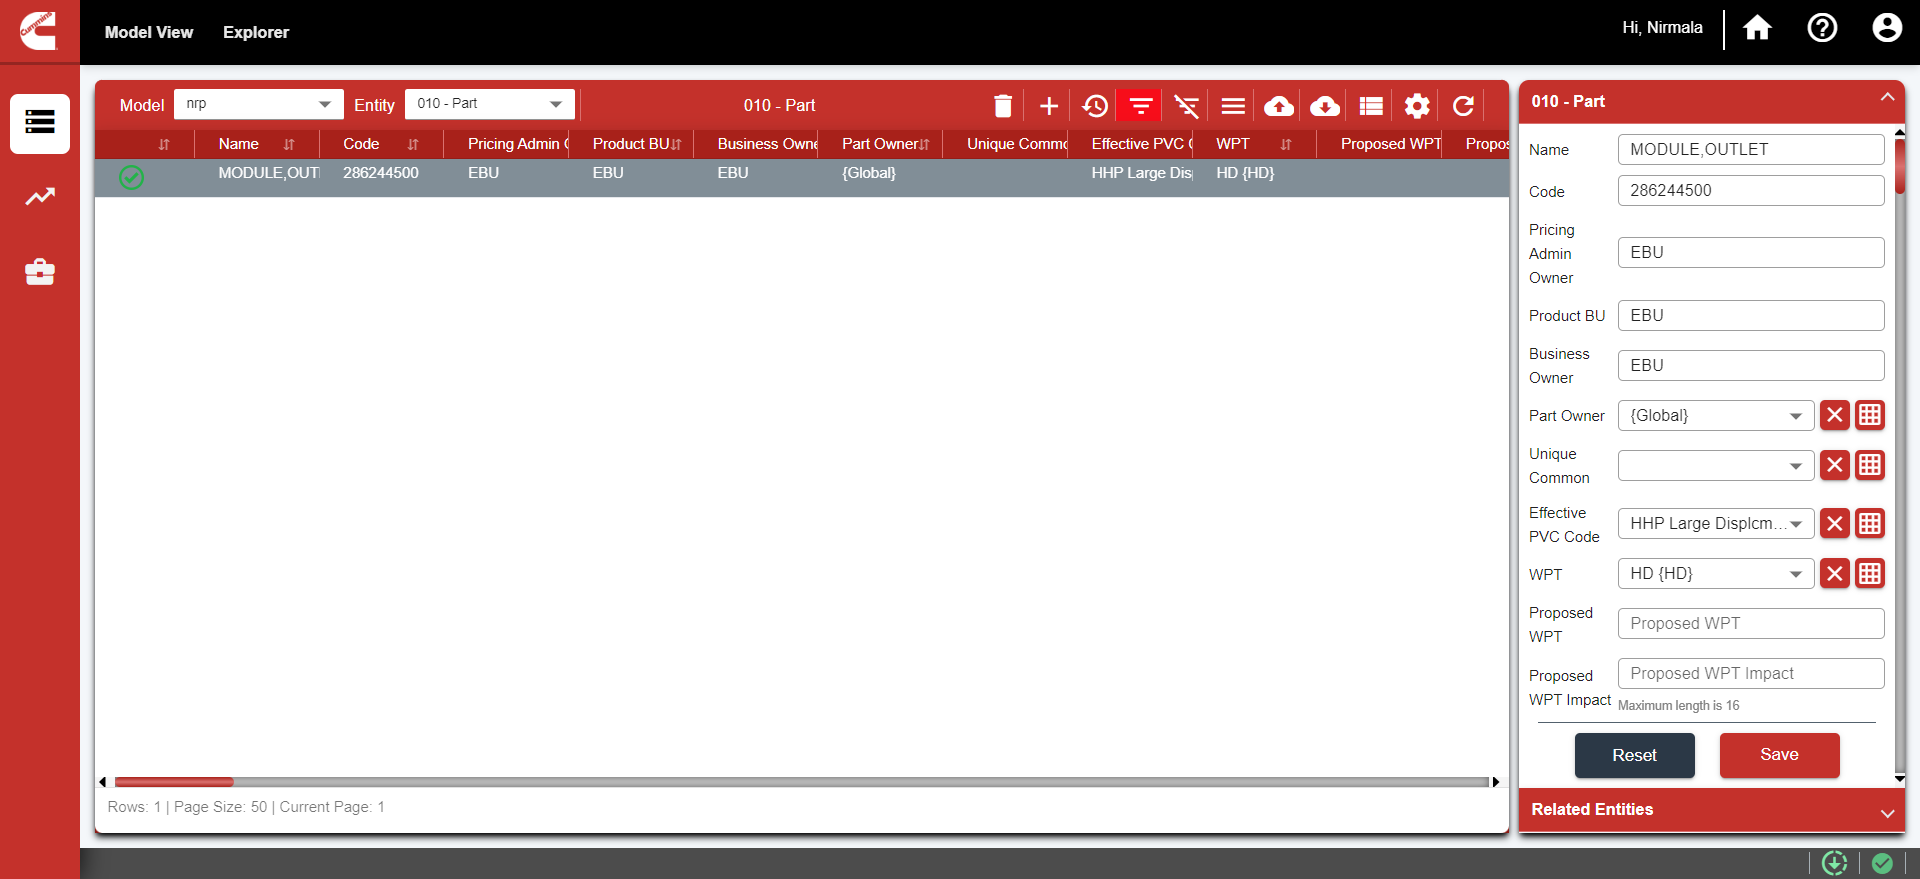 Cummins
Model View Explorer
Hi, Nirmala
Model nrp Entity 010 - Part 010 - Part
Name Code Pricing Admin Product BU Business Owne Part Owner Unique Commo Effective PVC WPT Proposed WPT Propos
MODULE,OUT 286244500 EBU EBU EBU {Global} HHP Large Disp HD {HD}
Rows: 1 | Page Size: 50 | Current Page: 1
010 - Part
Name MODULE,OUTLET
Code 286244500
Pricing
Admin EBU
Owner
Product BU EBU
Business
Owner EBU
Part Owner {Global}
Unique
Common
Effective
PVC Code HHP Large Displcm...
WPT HD {HD}
Proposed
WPT Proposed WPT
Proposed
WPT Impact Proposed WPT Impact
Maximum length is 16
Reset Save
Related Entities